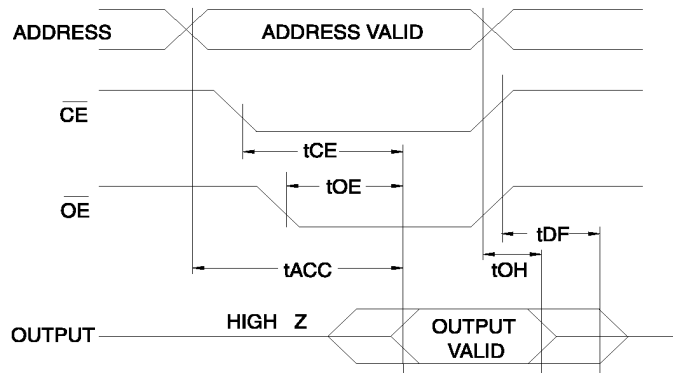 ADDRESS
ADDRESS VALID
CE
tCE
tOE
OE
tDF
tACC
tOH
HIGH Z
OUTPUT
OUTPUT
VALID